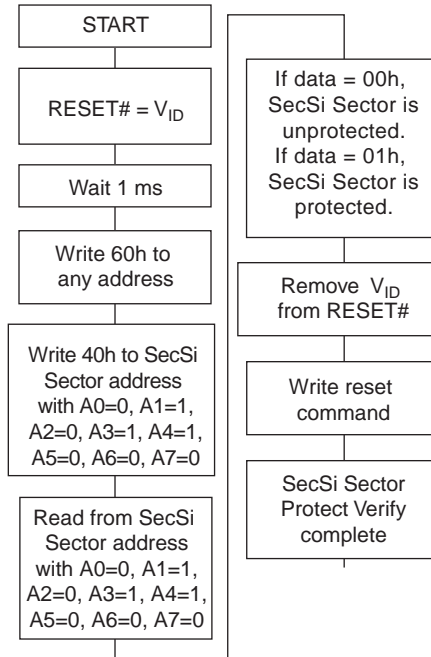 START
RESET# = VID
Wait 1 ms
Write 60h to
any address
Write 40h to SecSi
Sector address
with A0=0, A1=1,
A2=0, A3=1, A4=1,
A5=0, A6=0, A7=0
Read from SecSi
Sector address
with A0=0, A1=1,
A2=0, A3=1, A4=1,
A5=0, A6=0, A7=0
If data = 00h,
SecSi Sector is
unprotected.
If data = 01h,
SecSi Sector is
protected.
Remove VID
from RESET#
Write reset
command
SecSi Sector
Protect Verify
complete